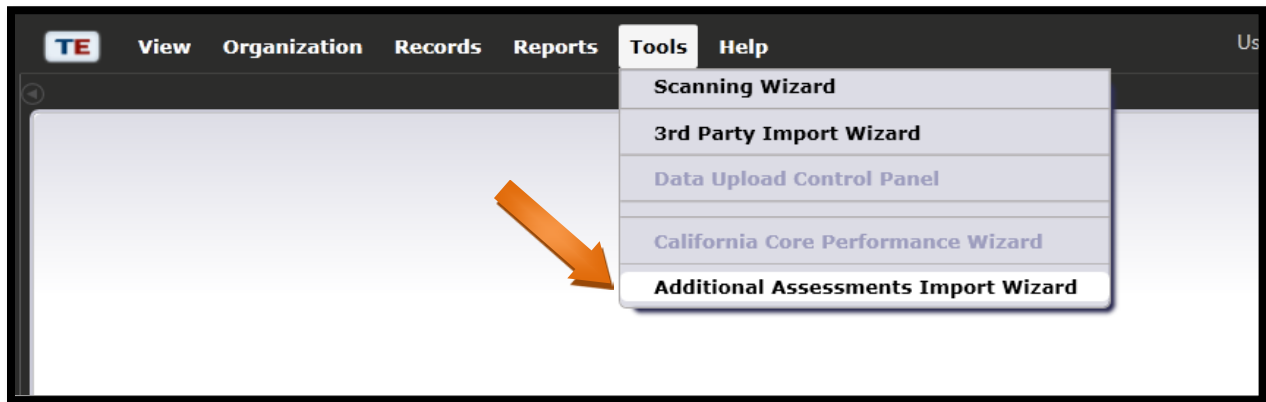 TE View Organization Records Reports Tools Help Us
Scanning Wizard
3rd Party Import Wizard
Data Upload Control Panel
California Core Performance Wizard
Additional Assessments Import Wizard